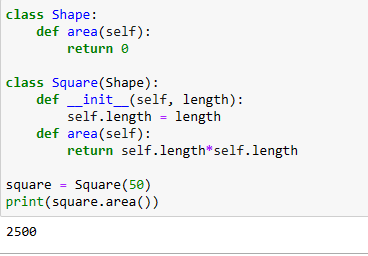 class Shape:
    def area(self):
        return 0
class Square(Shape):
    def __init__(self, length):
        self.length = length
    def area(self):
        return self.length*self.length
square = Square(50)
print(square.area())
2500